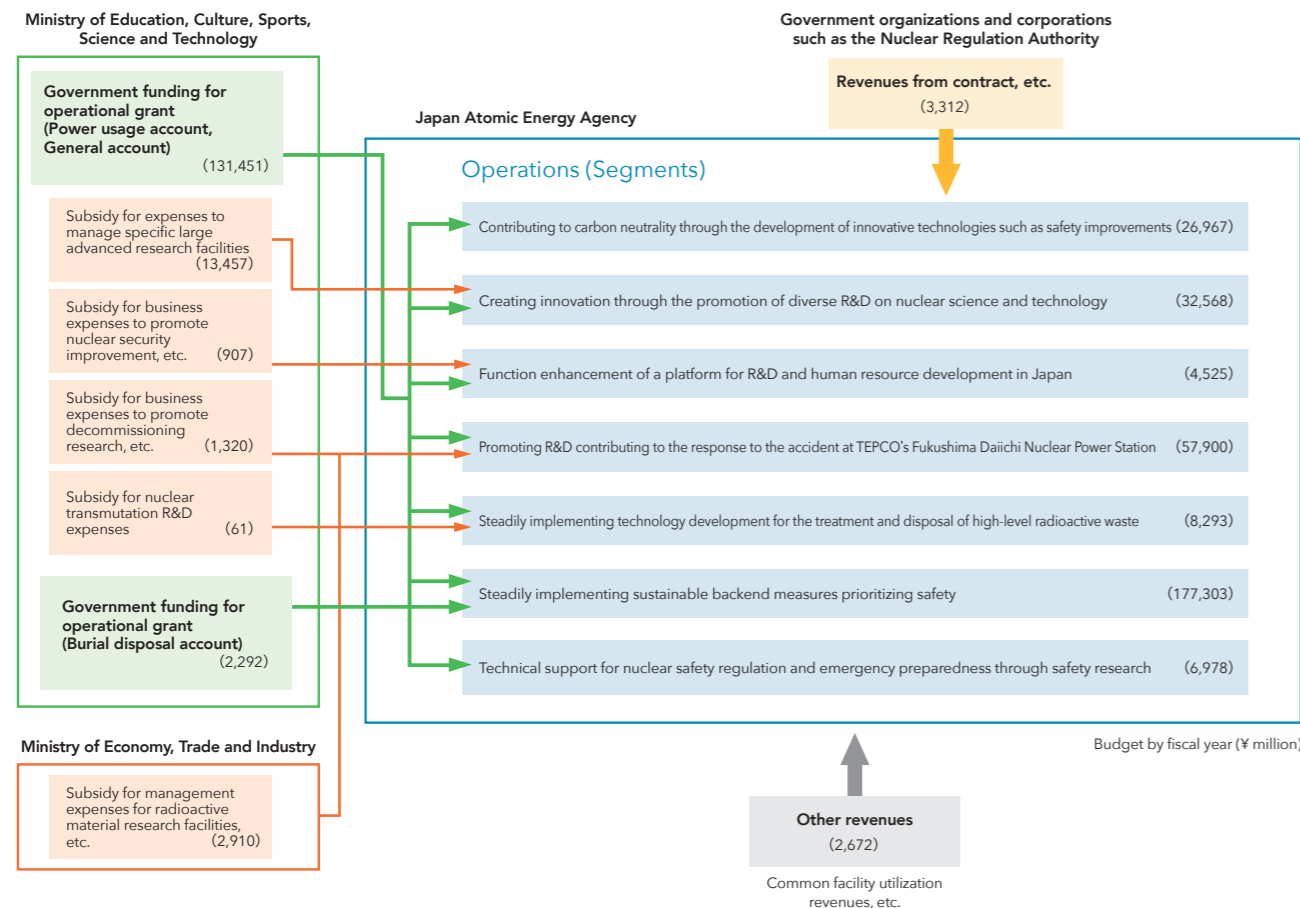 Ministry of Education, Culture, Sports,
Science and Technology
Government funding for
operational grant
(Power usage account,
General account)
(131,451)
Subsidy for expenses to
manage specific large
advanced research facilities
(13,457)
Subsidy for business
expenses to promote
nuclear security
improvement, etc. (907)
Subsidy for business
expenses to promote
decommissioning
research, etc. (1,320)
Subsidy for nuclear
transmutation R&D
expenses (61)
Government funding for
operational grant
(Burial disposal account)
(2,292)
Ministry of Economy, Trade and Industry
Subsidy for management
expenses for radioactive
material research facilities,
etc. (2,910)
Government organizations and corporations
such as the Nuclear Regulation Authority
Revenues from contract, etc.
(3,312)
Japan Atomic Energy Agency
Operations (Segments)
Contributing to carbon neutrality through the development of innovative technologies such as safety improvements (26,967)
Creating innovation through the promotion of diverse R&D on nuclear science and technology (32,568)
Function enhancement of a platform for R&D and human resource development in Japan (4,525)
Promoting R&D contributing to the response to the accident at TEPCO's Fukushima Daiichi Nuclear Power Station (57,900)
Steadily implementing technology development for the treatment and disposal of high-level radioactive waste (8,293)
Steadily implementing sustainable backend measures prioritizing safety (177,303)
Technical support for nuclear safety regulation and emergency preparedness through safety research (6,978)
Budget by fiscal year (¥ million)
Other revenues
(2,672)
Common facility utilization
revenues, etc.